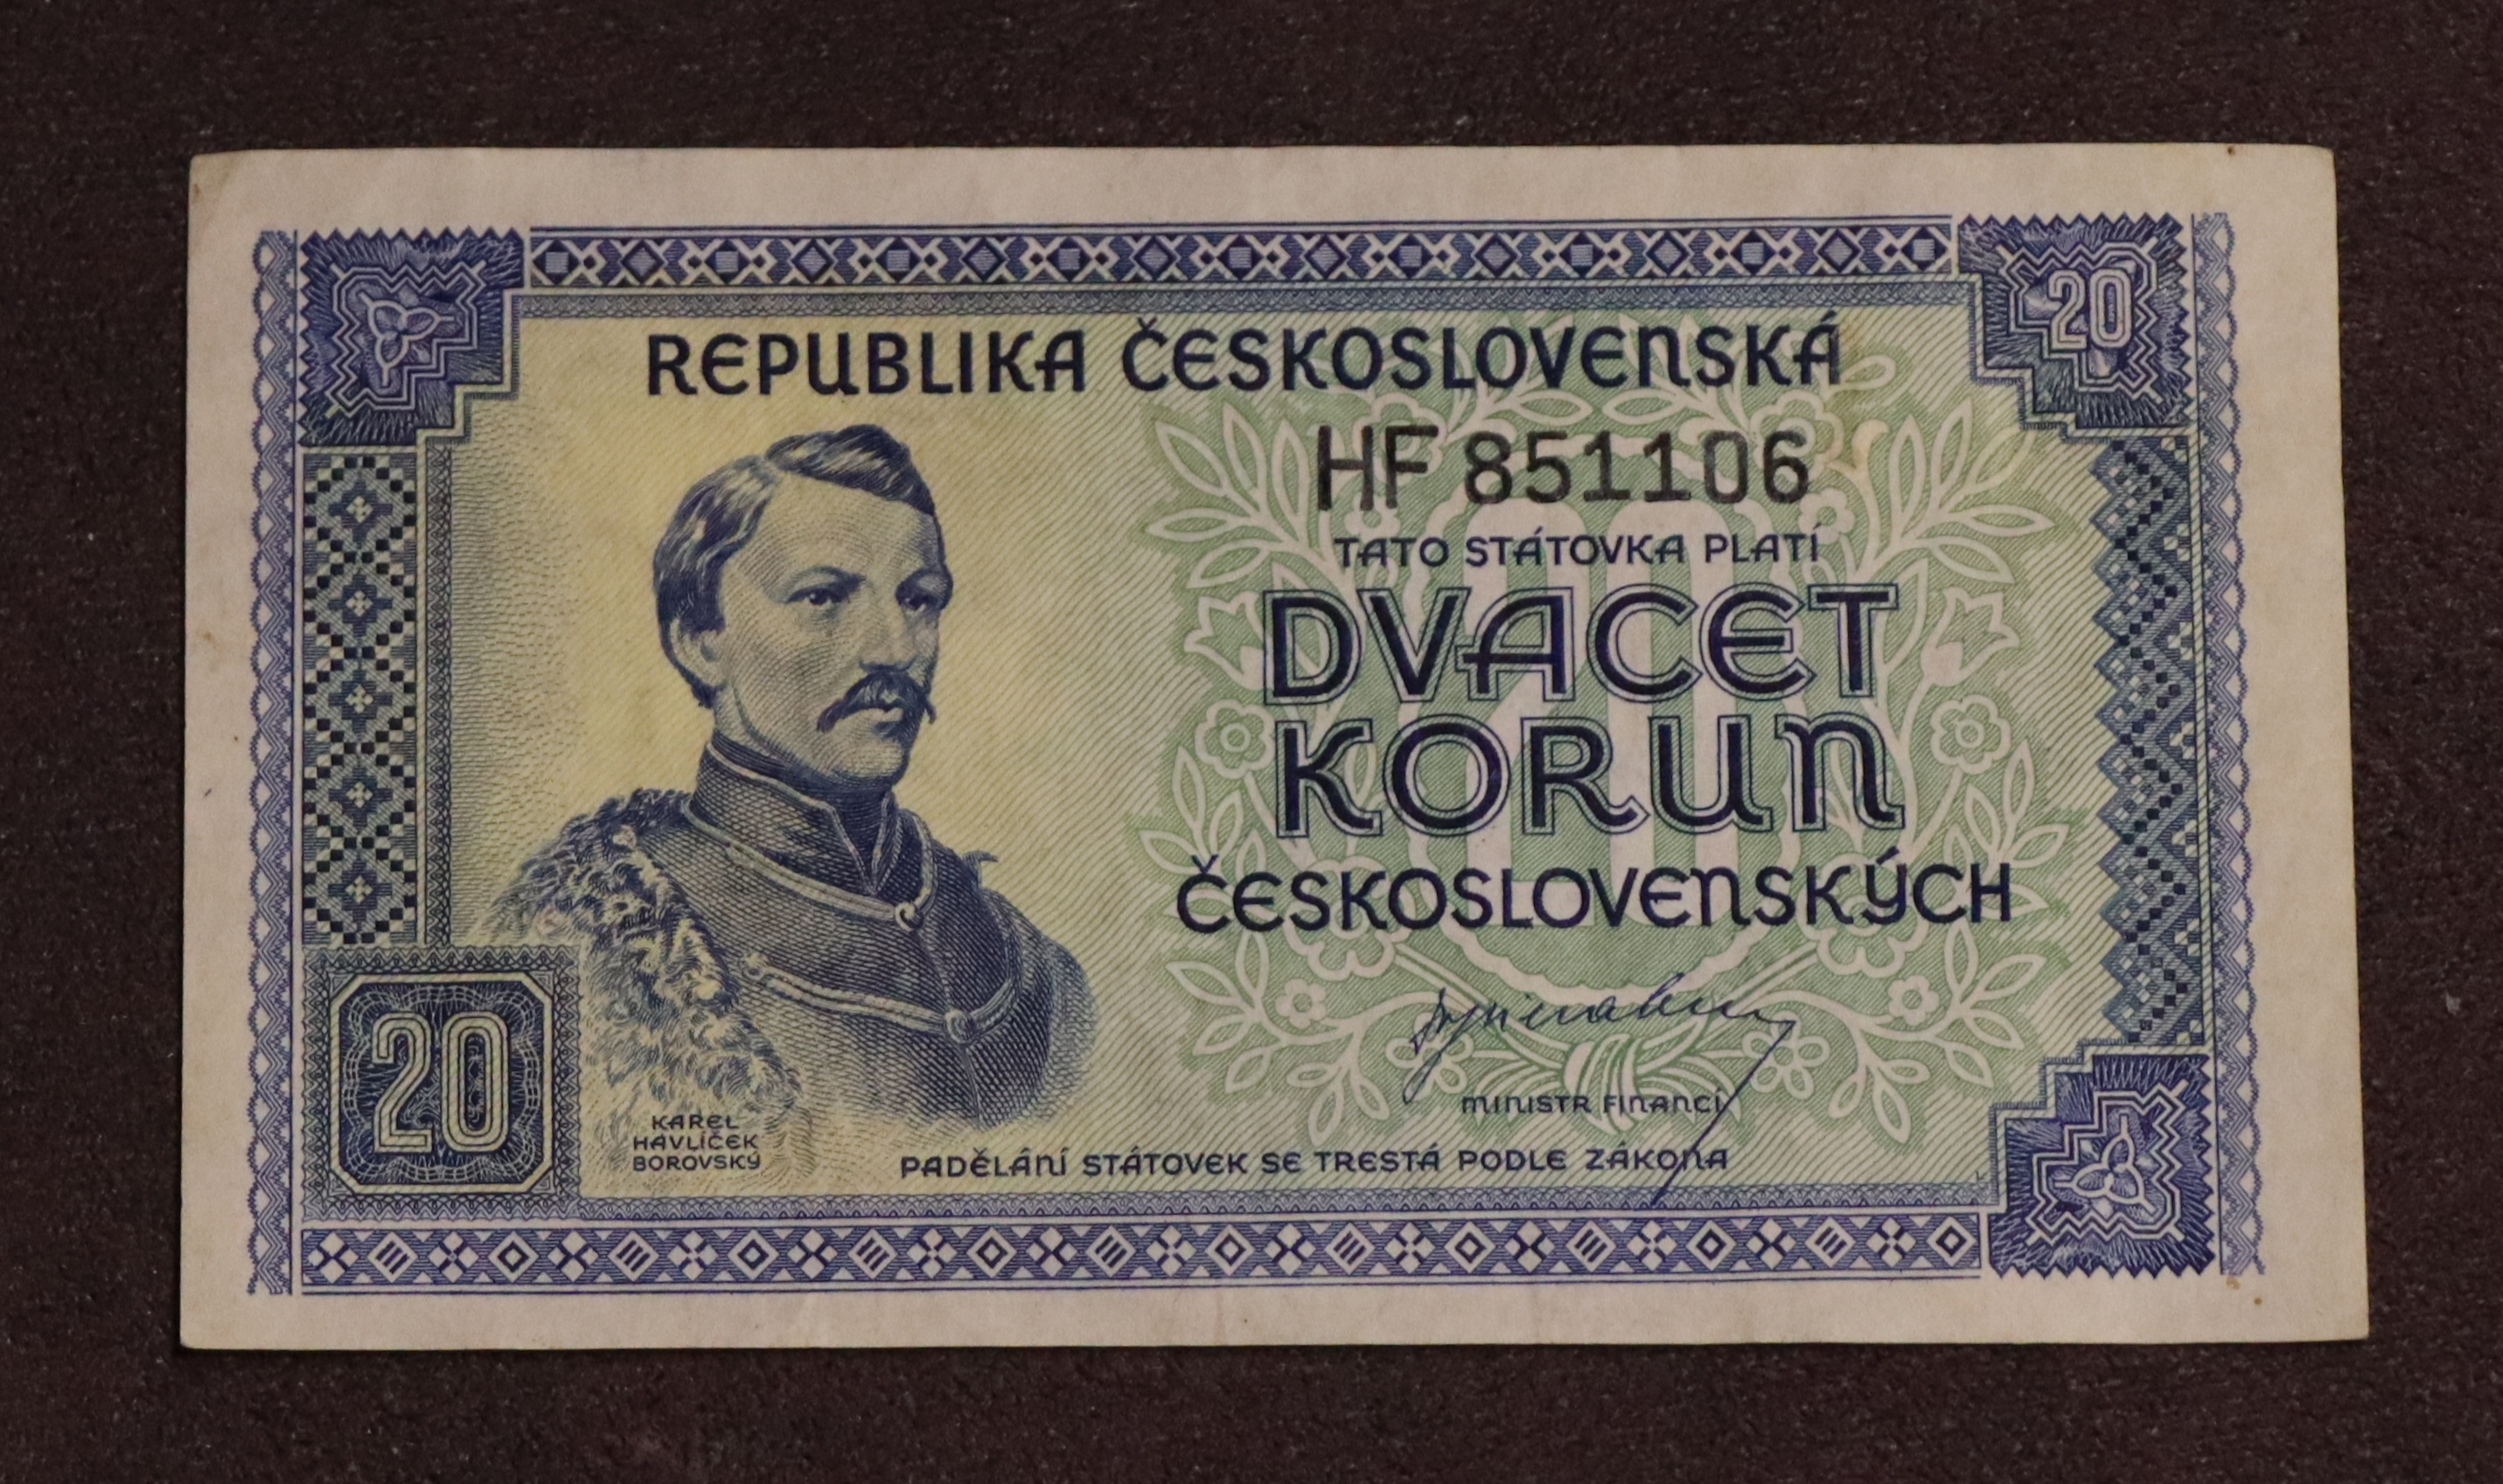 20
REPUBLIKA ČESKOSLOVENSKÁ
HF 851106
TATO STÁTOVKA PLATÍ
DVACET
KORUN
ČESKOSLOVENSKÝCH
MINISTR FINANCÍ
20
KAREL
HAVLÍČEK
BOROVSKÝ
PADĚLÁNÍ STÁTOVEK SE TRESTÁ PODLE ZÁKONA